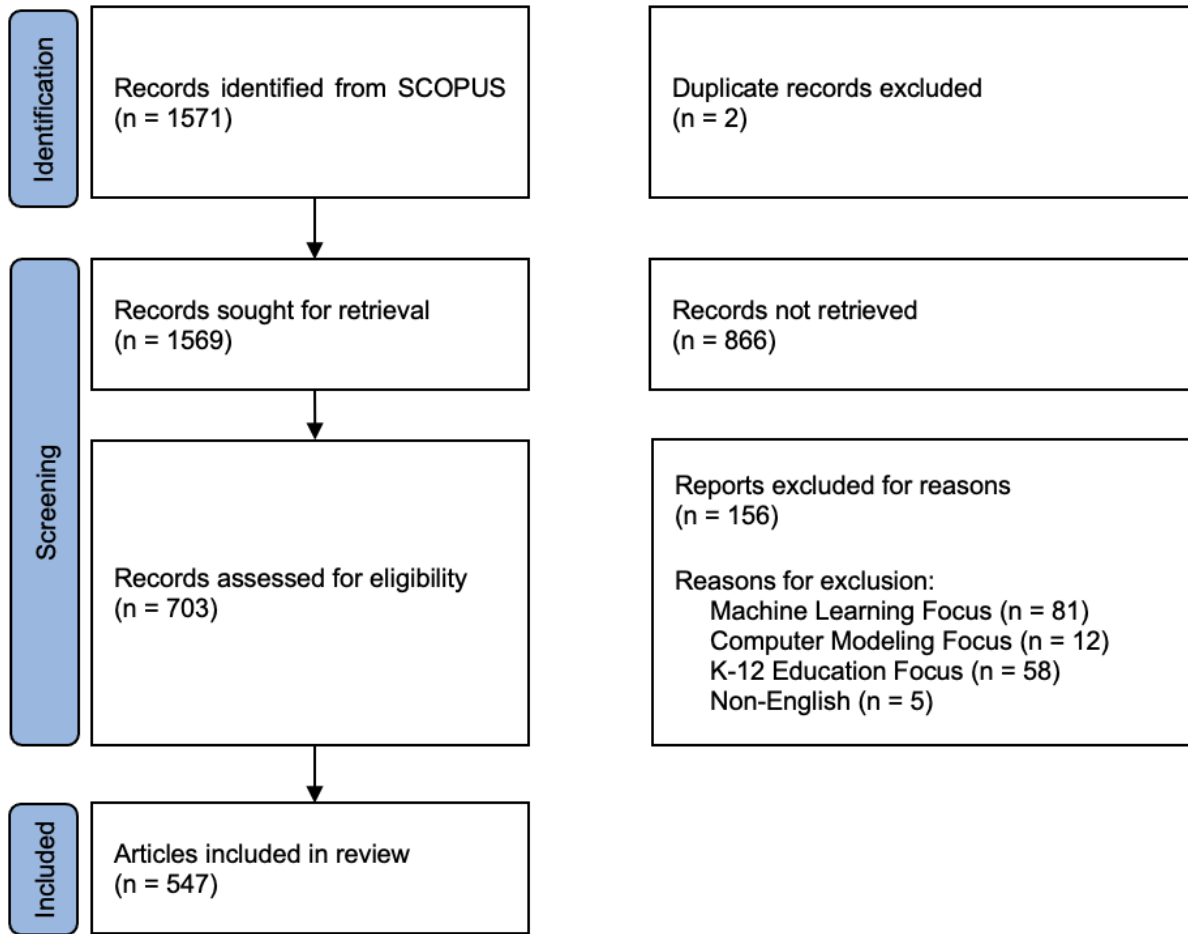 Identification
Records identified from SCOPUS
(n = 1571)
Duplicate records excluded
(n = 2)
Screening
Records sought for retrieval
(n = 1569)
Records not retrieved
(n = 866)
Records assessed for eligibility
(n = 703)
Reports excluded for reasons
(n = 156)
Reasons for exclusion:
Machine Learning Focus (n = 81)
Computer Modeling Focus (n = 12)
K-12 Education Focus (n = 58)
Non-English (n = 5)
Included
Articles included in review
(n = 547)